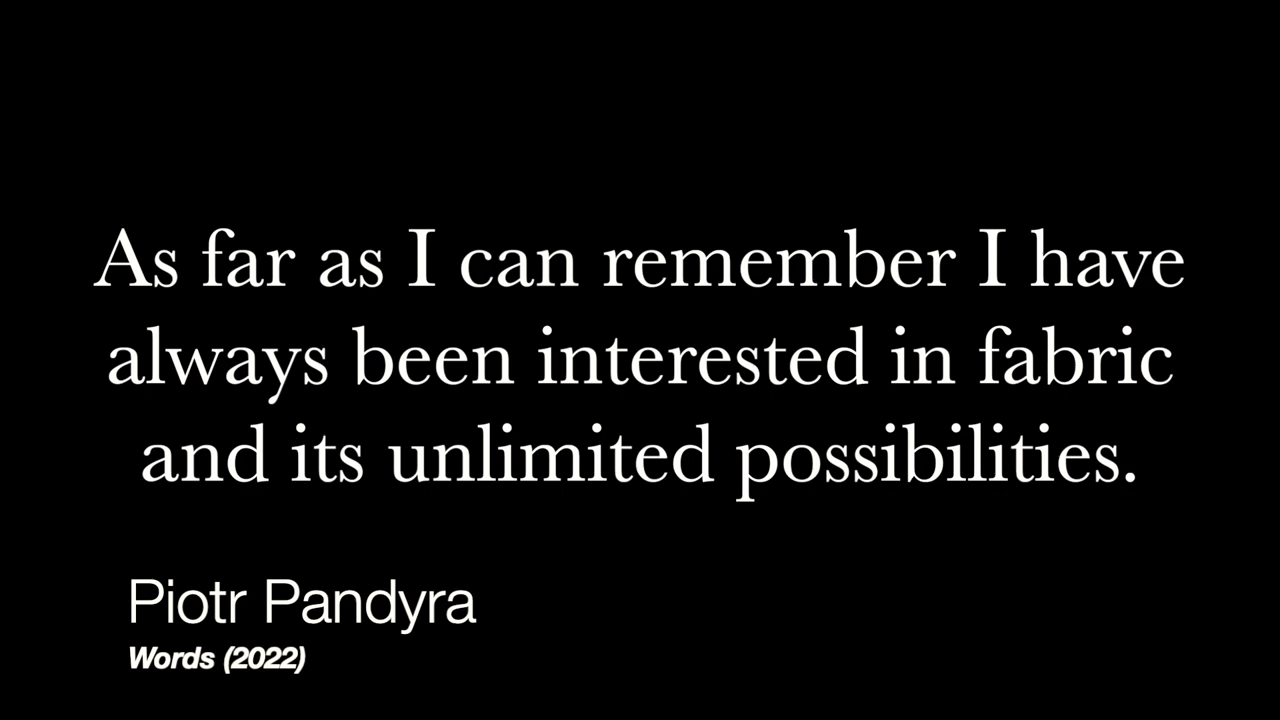 As far as I can remember I have
always been interested in fabric
and its unlimited possibilities.
Piotr Pandyra
Words (2022)